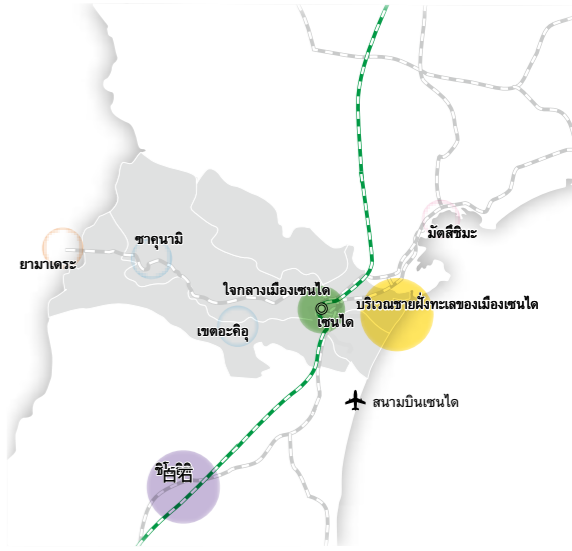 มัตสึชิมะ
ซาคุนามิ
ยามาเดระ
ใจกลางเมืองเซนได
บริเวณชายฝั่งทะเลของเมืองเซนได
เซนได
เขตอะคิอุ
สนามบินเซนได
白石